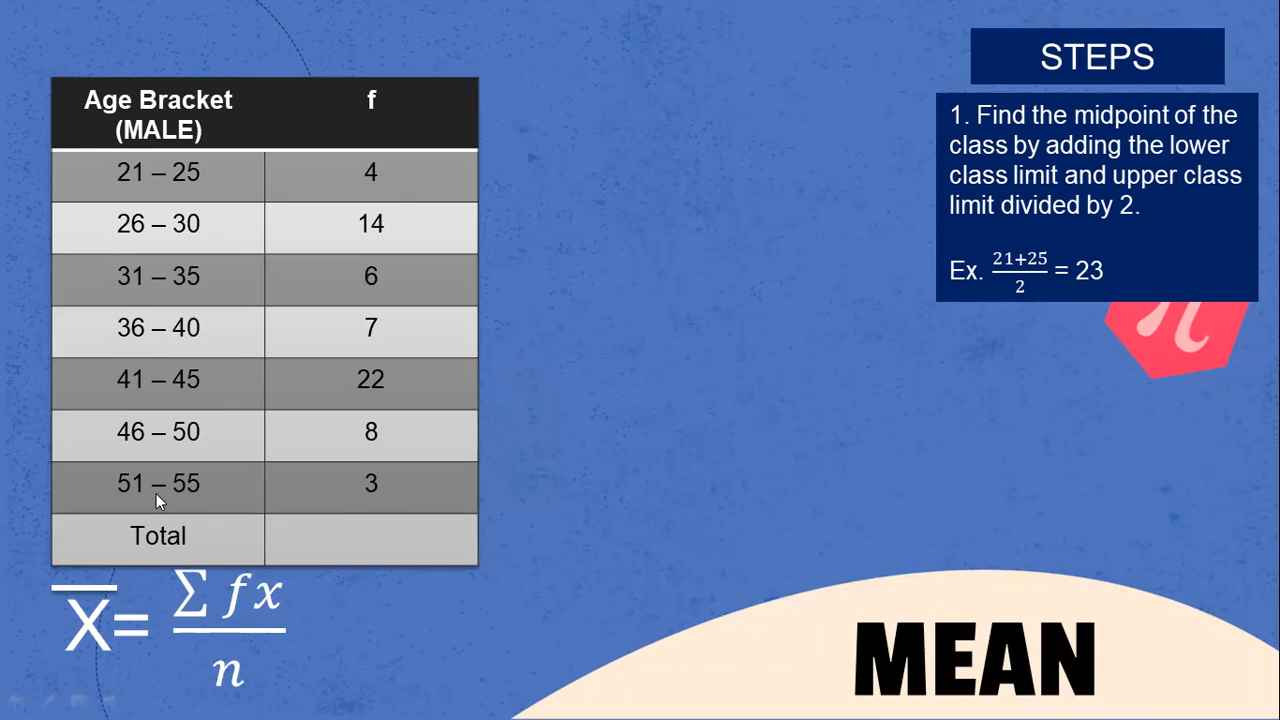 STEPS
1. Find the midpoint of the
class by adding the lower
class limit and upper class
limit divided by 2.
Ex. 21+25/2 = 23
Age Bracket (MALE) f
21 – 25 4
26 – 30 14
31 – 35 6
36 – 40 7
41 – 45 22
46 – 50 8
51 – 55 3
Total
X̅= ∑ fx / n
π
MEAN